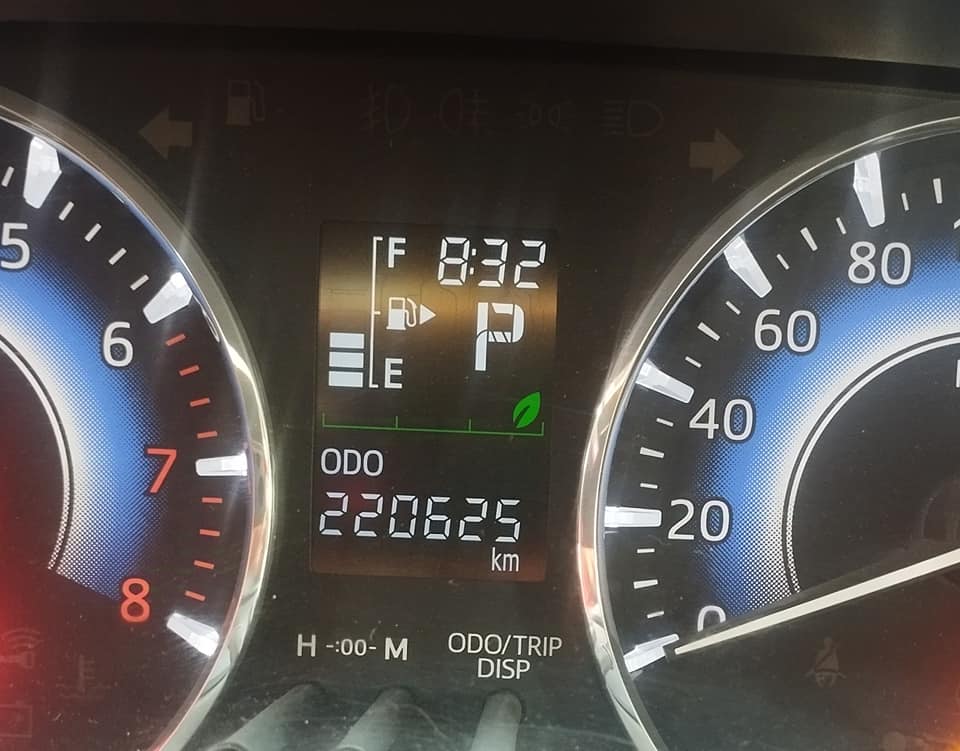 F 8:32
P
E
ODO
220625
km
H -:00- M
ODO/TRIP
DISP
5
6
7
8
80
60
40
20
0